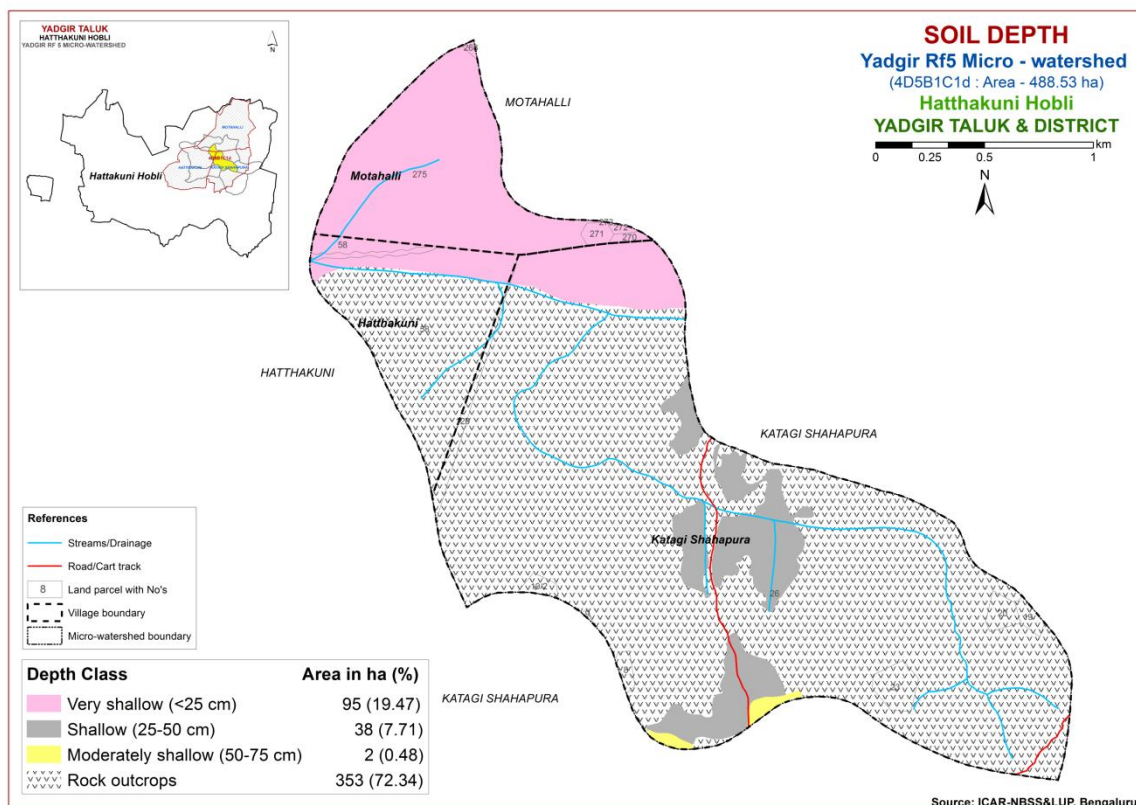 YADGIR TALUK
HATTHAKUNI HOBLI
YADGIR RF 5 MICRO-WATERSHED
N
MOTAHALLI
Hattakuni Hobli
SOIL DEPTH
Yadgir Rf5 Micro - watershed
(4D5B1C1d : Area - 488.53 ha)
Hatthakuni Hobli
YADGIR TALUK & DISTRICT
km
0 0.25 0.5 1
N
268
MOTAHALLI
Motahalli
275
272
271
270
58
Hatthakuni
HATTHAKUNI
KATAGI SHAHAPURA
Katagi Shahapura
26
KATAGI SHAHAPURA
References
Streams/Drainage
Road/Cart track
8 Land parcel with No's
Village boundary
Micro-watershed boundary
Depth Class Area in ha (%)
Very shallow (<25 cm) 95 (19.47)
Shallow (25-50 cm) 38 (7.71)
Moderately shallow (50-75 cm) 2 (0.48)
Rock outcrops 353 (72.34)
Source: ICAR-NBSS&LUP, Bengaluru